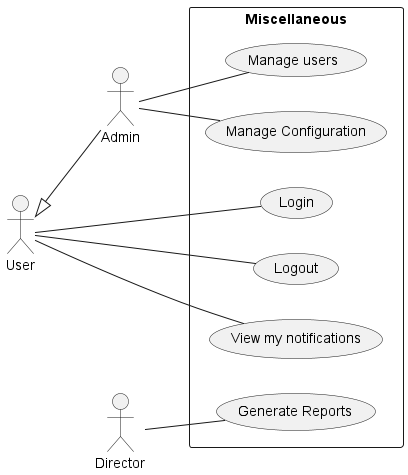 Miscellaneous
Manage users
Admin
Manage Configuration
Login
User
Logout
View my notifications
Generate Reports
Director